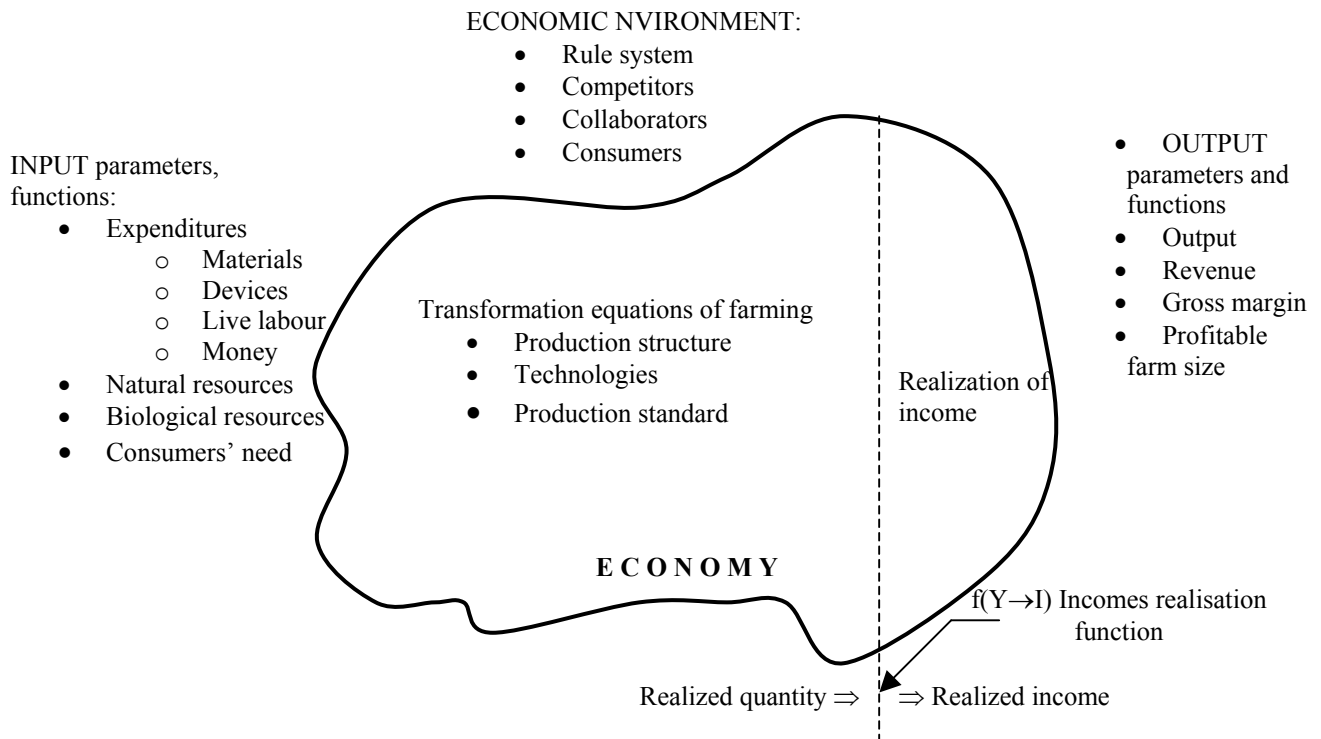 ECONOMIC NVIRONMENT:
• Rule system
• Competitors
• Collaborators
• Consumers
INPUT parameters,
functions:
• Expenditures
o Materials
o Devices
o Live labour
o Money
• Natural resources
• Biological resources
• Consumers’ need
Transformation equations of farming
• Production structure
• Technologies
• Production standard
Realization of
income
• OUTPUT
parameters and
functions
• Output
• Revenue
• Gross margin
• Profitable
farm size
E C O N O M Y
f(Y→I) Incomes realisation
function
Realized quantity ⇒
⇒ Realized income